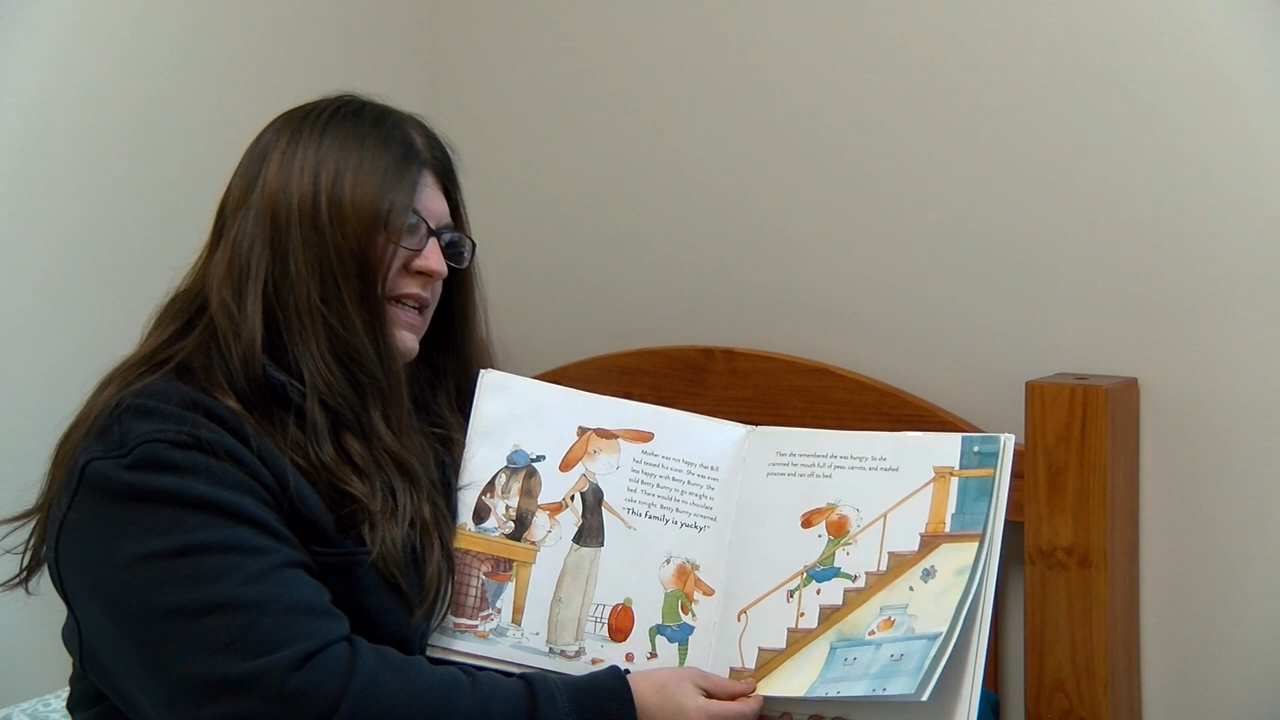 Mother was not happy that Bill
had teased his sister. She was even
less happy with Betty Bunny. She
told Betty Bunny to go straight to
bed. There would be no chocolate
cake tonight. Betty Bunny screamed,
"This Family is yucky!"
Then she remembered she was hungry. So she
crammed her mouth full of peas, carrots, and mashed
potatoes and ran off to bed.